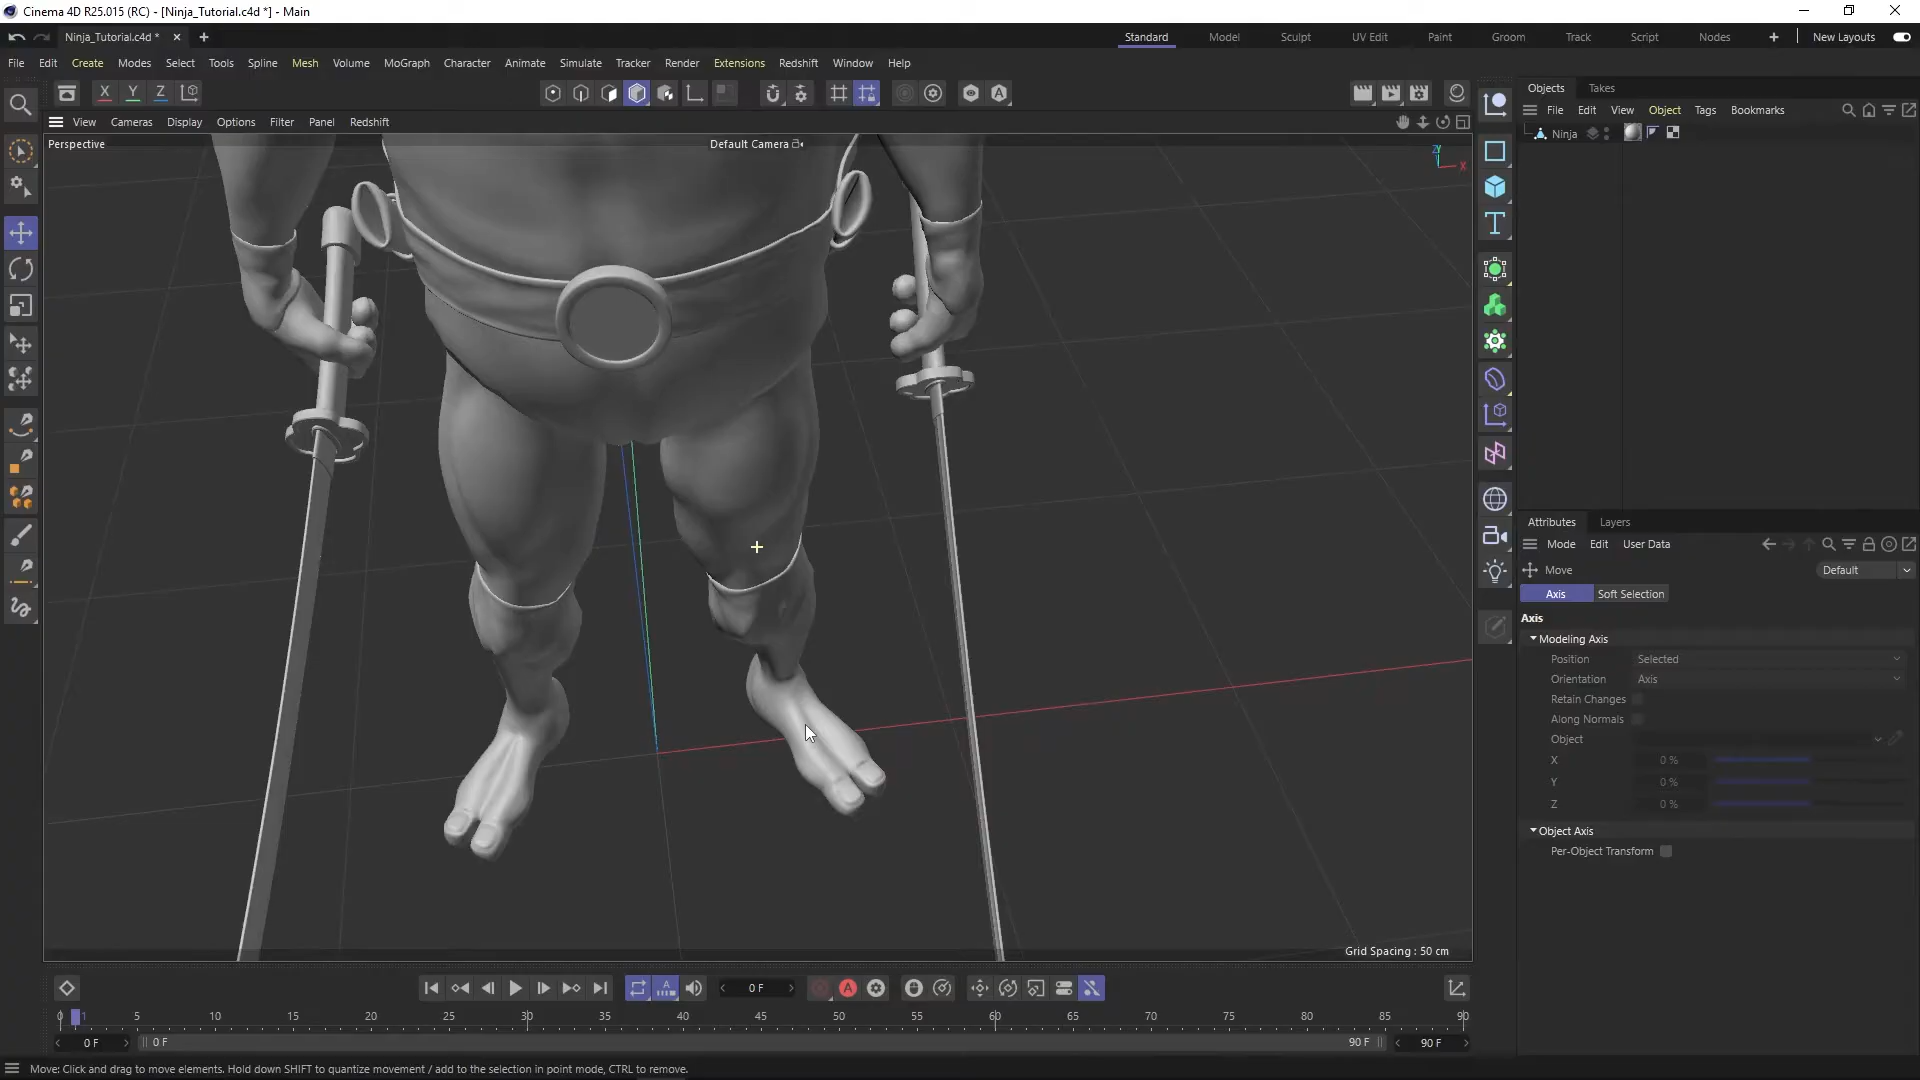 Cinema 4D R25.015 (RC) - [Ninja_Tutorial.c4d *] - Main
Ninja_Tutorial.c4d *
Standard Model Sculpt UV Edit Paint Groom Track Script Nodes New Layouts
File Edit Create Modes Select Tools Spline Mesh Volume MoGraph Character Animate Simulate Tracker Render Extensions Redshift Window Help
X Y Z
Objects Takes
File Edit View Object Tags Bookmarks
View Cameras Display Options Filter Panel Redshift
Ninja
Perspective
Default Camera
Y
Z
X
Attributes Layers
Mode Edit User Data
Move
Default
Axis Soft Selection
Axis
Modeling Axis
Position Selected
Orientation Axis
Retain Changes
Along Normals
Object
X 0 %
Y 0 %
Z 0 %
Object Axis
Per-Object Transform
Grid Spacing : 50 cm
0 F
0 1 5 10 15 20 25 30 35 40 45 50 55 60 65 70 75 80 85 90
0 F 0 F 90 F 90 F
Move: Click and drag to move elements. Hold down SHIFT to quantize movement / add to the selection in point mode, CTRL to remove.